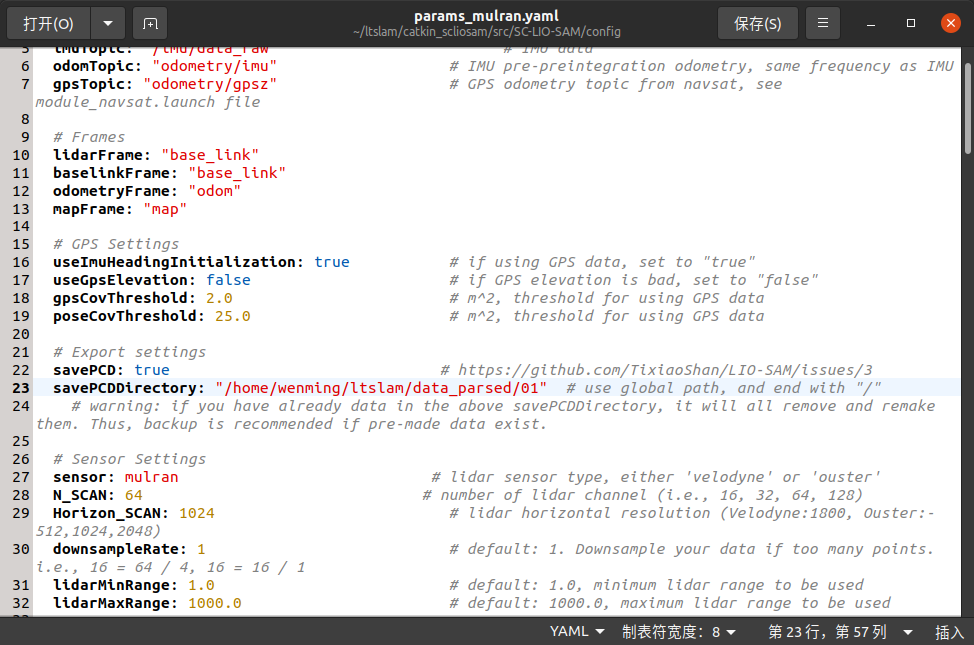 打开(O)
params_mulran.yaml
~/ltslam/catkin_scliosam/src/SC-LIO-SAM/config
保存(S)
5 imuTopic: "/imu/data_raw" # IMU data
6 odomTopic: "odometry/imu" # IMU pre-preintegration odometry, same frequency as IMU
7 gpsTopic: "odometry/gpsz" # GPS odometry topic from navsat, see
module_navsat.launch file
8
9 # Frames
10 lidarFrame: "base_link"
11 baselinkFrame: "base_link"
12 odometryFrame: "odom"
13 mapFrame: "map"
14
15 # GPS Settings
16 useImuHeadingInitialization: true # if using GPS data, set to "true"
17 useGpsElevation: false # if GPS elevation is bad, set to "false"
18 gpsCovThreshold: 2.0 # m^2, threshold for using GPS data
19 poseCovThreshold: 25.0 # m^2, threshold for using GPS data
20
21 # Export settings
22 savePCD: true # https://github.com/TixiaoShan/LIO-SAM/issues/3
23 savePCDDirectory: "/home/wenming/ltslam/data_parsed/01" # use global path, and end with "/"
24 # warning: if you have already data in the above savePCDDirectory, it will all remove and remake
them. Thus, backup is recommended if pre-made data exist.
25
26 # Sensor Settings
27 sensor: mulran # lidar sensor type, either 'velodyne' or 'ouster'
28 N_SCAN: 64 # number of lidar channel (i.e., 16, 32, 64, 128)
29 Horizon_SCAN: 1024 # lidar horizontal resolution (Velodyne:1800, Ouster:-
512,1024,2048)
30 downsampleRate: 1 # default: 1. Downsample your data if too many points.
i.e., 16 = 64 / 4, 16 = 16 / 1
31 lidarMinRange: 1.0 # default: 1.0, minimum lidar range to be used
32 lidarMaxRange: 1000.0 # default: 1000.0, maximum lidar range to be used
YAML 制表符宽度：8 第 23 行，第 57 列 插入